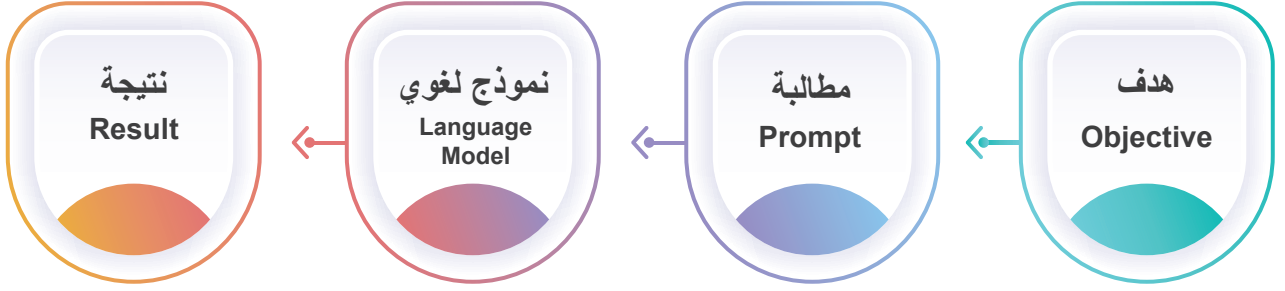 هدف
Objective
مطالبة
Prompt
نموذج لغوي
Language
Model
نتيجة
Result